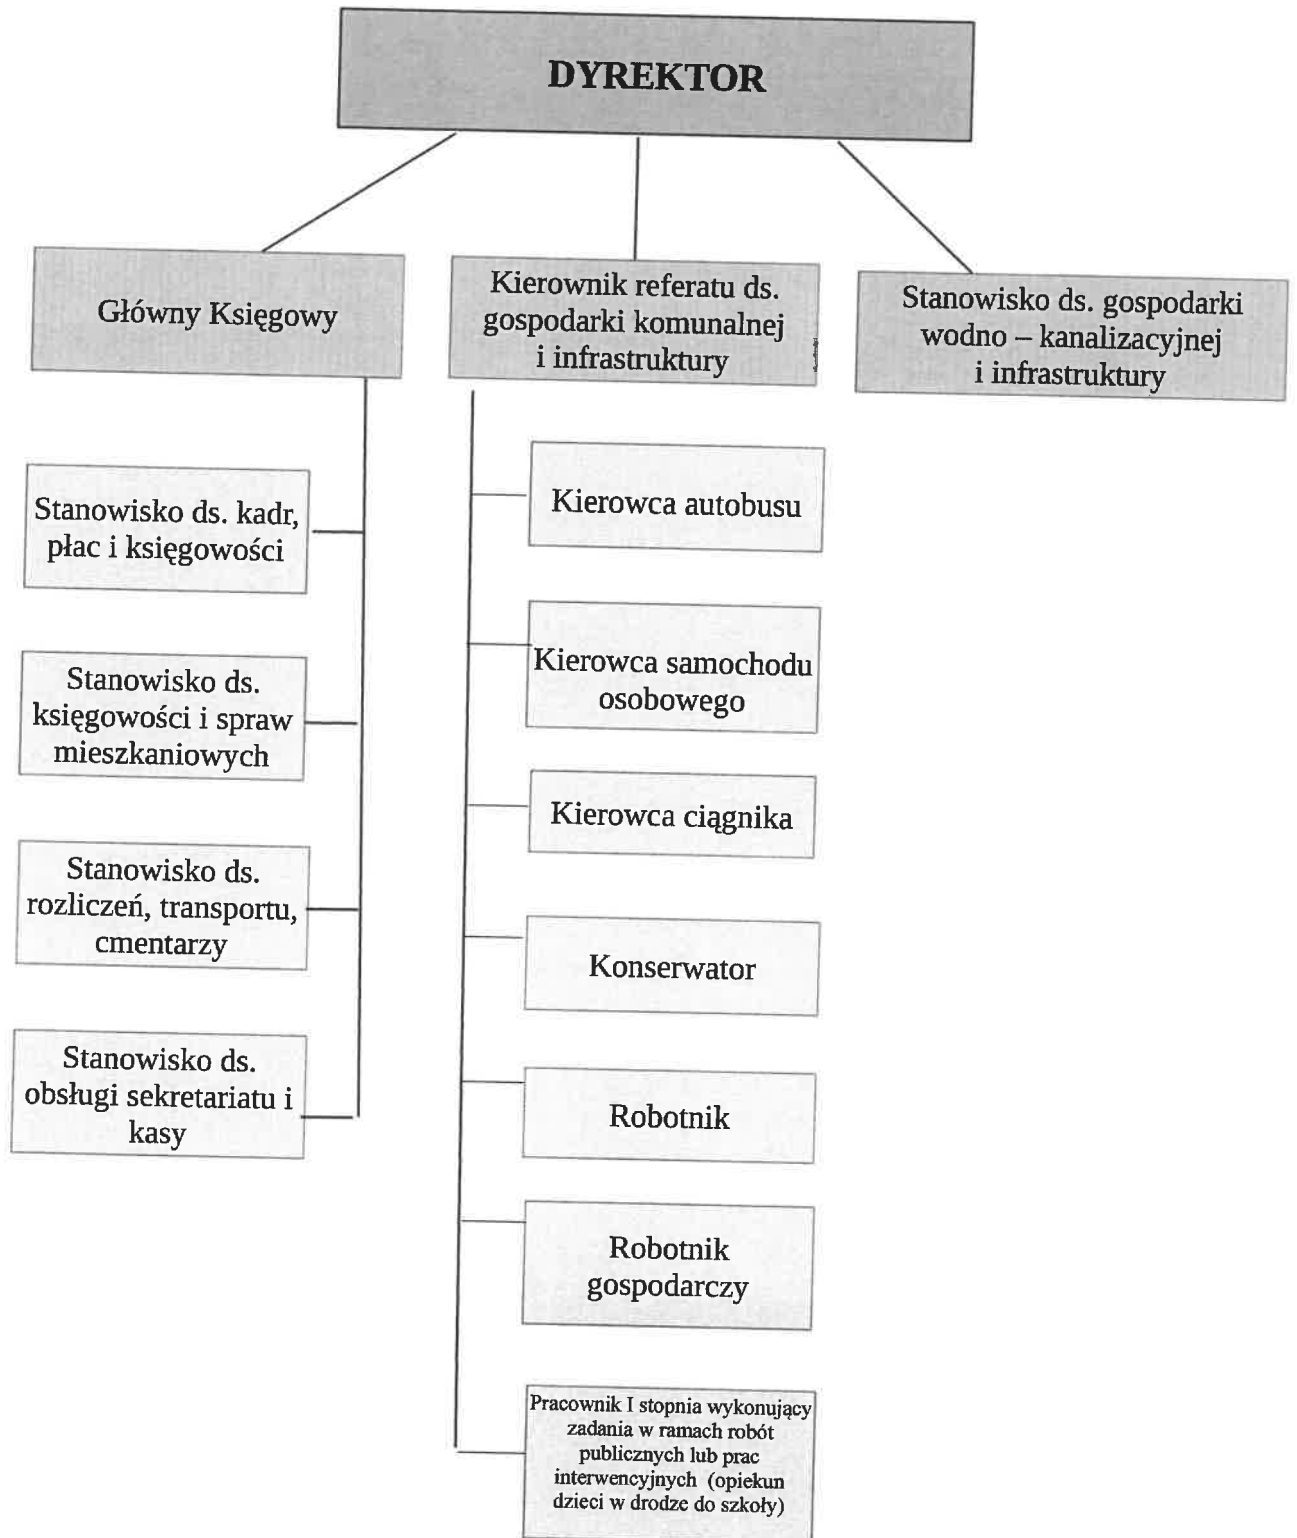 DYREKTOR
Główny Księgowy
Kierownik referatu ds.
gospodarki komunalnej
i infrastruktury
Stanowisko ds. gospodarki
wodno – kanalizacyjnej
i infrastruktury
Stanowisko ds. kadr,
płac i księgowości
Stanowisko ds.
księgowości i spraw
mieszkaniowych
Stanowisko ds.
rozliczeń, transportu,
cmentarzy
Stanowisko ds.
obsługi sekretariatu i
kasy
Kierowca autobusu
Kierowca samochodu
osobowego
Kierowca ciągnika
Konserwator
Robotnik
Robotnik
gospodarczy
Pracownik I stopnia wykonujący
zadania w ramach robót
publicznych lub prac
interwencyjnych (opiekun
dzieci w drodze do szkoły)